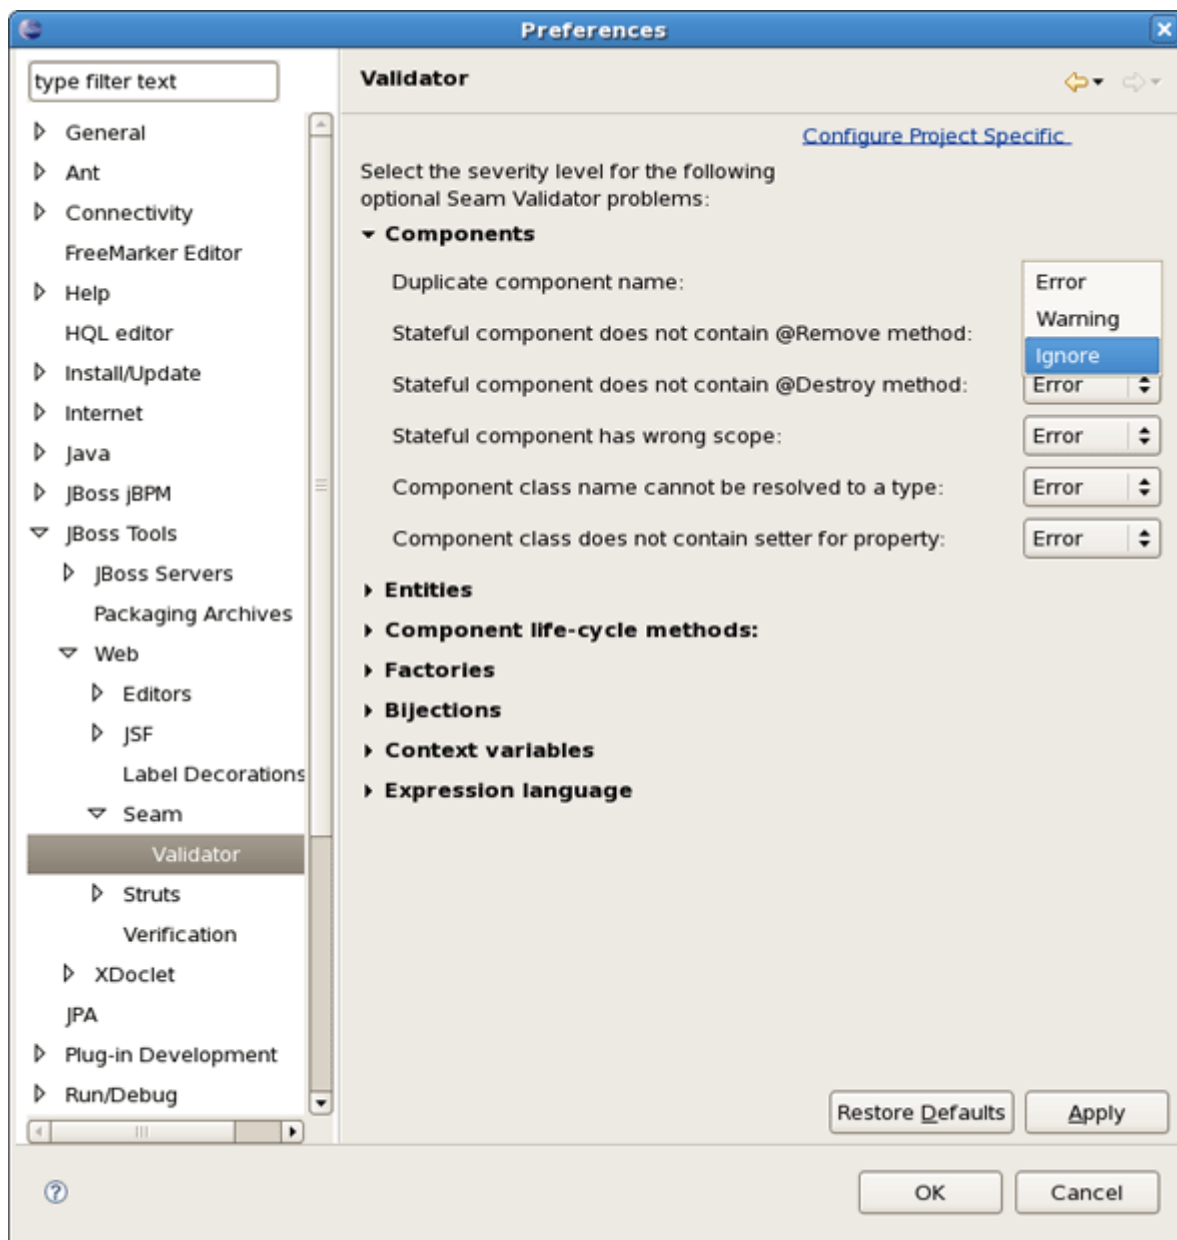 Preferences
type filter text
General
Ant
Connectivity
FreeMarker Editor
Help
HQL editor
Install/Update
Internet
Java
JBoss jBPM
JBoss Tools
JBoss Servers
Packaging Archives
Web
Editors
JSF
Label Decorations
Seam
Validator
Struts
Verification
XDoclet
JPA
Plug-in Development
Run/Debug
Validator
Configure Project Specific
Select the severity level for the following
optional Seam Validator problems:
Components
Duplicate component name:
Error
Warning
Ignore
Stateful component does not contain @Remove method:
Stateful component does not contain @Destroy method: Error
Stateful component has wrong scope: Error
Component class name cannot be resolved to a type: Error
Component class does not contain setter for property: Error
Entities
Component life-cycle methods:
Factories
Bijections
Context variables
Expression language
Restore Defaults Apply
OK Cancel